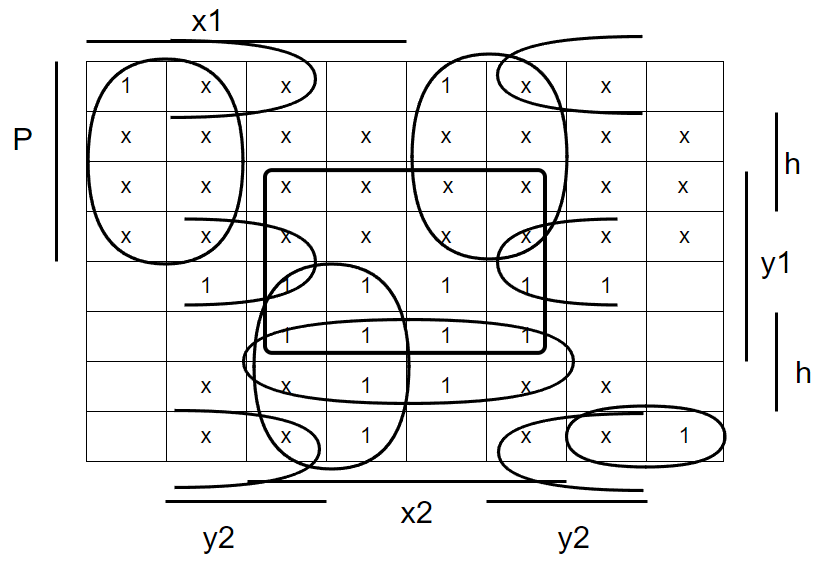 x1
1 x x 1 x x
P
x x x x x x x x
h
x x x x x x x x
x x x x x x x x
y1
1 1 1 1 1 1
1 1 1 1
h
x x 1 1 x x
x x 1 x x 1
x2
y2 y2